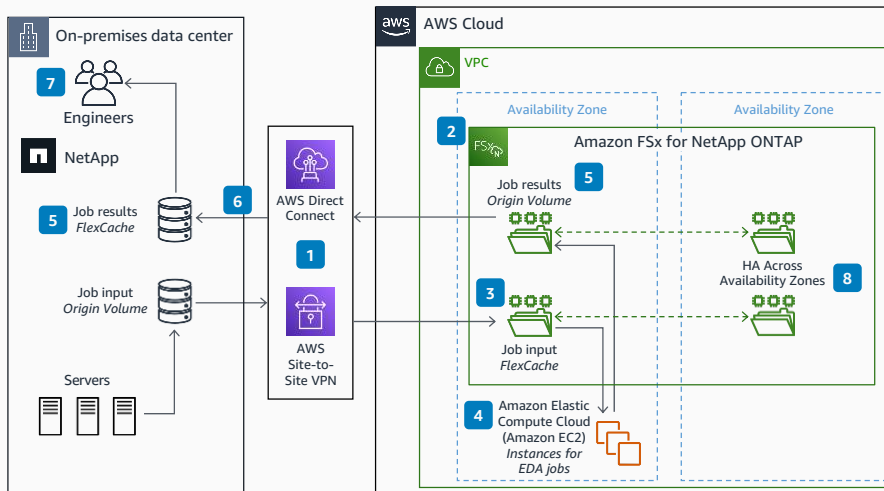 On-premises data center
7
Engineers
NetApp
5
Job results
FlexCache
Job input
Origin Volume
Servers
6
AWS Direct
Connect
1
AWS
Site-to-
Site VPN
aws
AWS Cloud
VPC
Availability Zone
Availability Zone
2
FSx
N
Amazon FSx for NetApp ONTAP
Job results
Origin Volume
5
3
Job input
FlexCache
HA Across
Availability Zones
8
4
Amazon Elastic
Compute Cloud
(Amazon EC2)
Instances for
EDA jobs